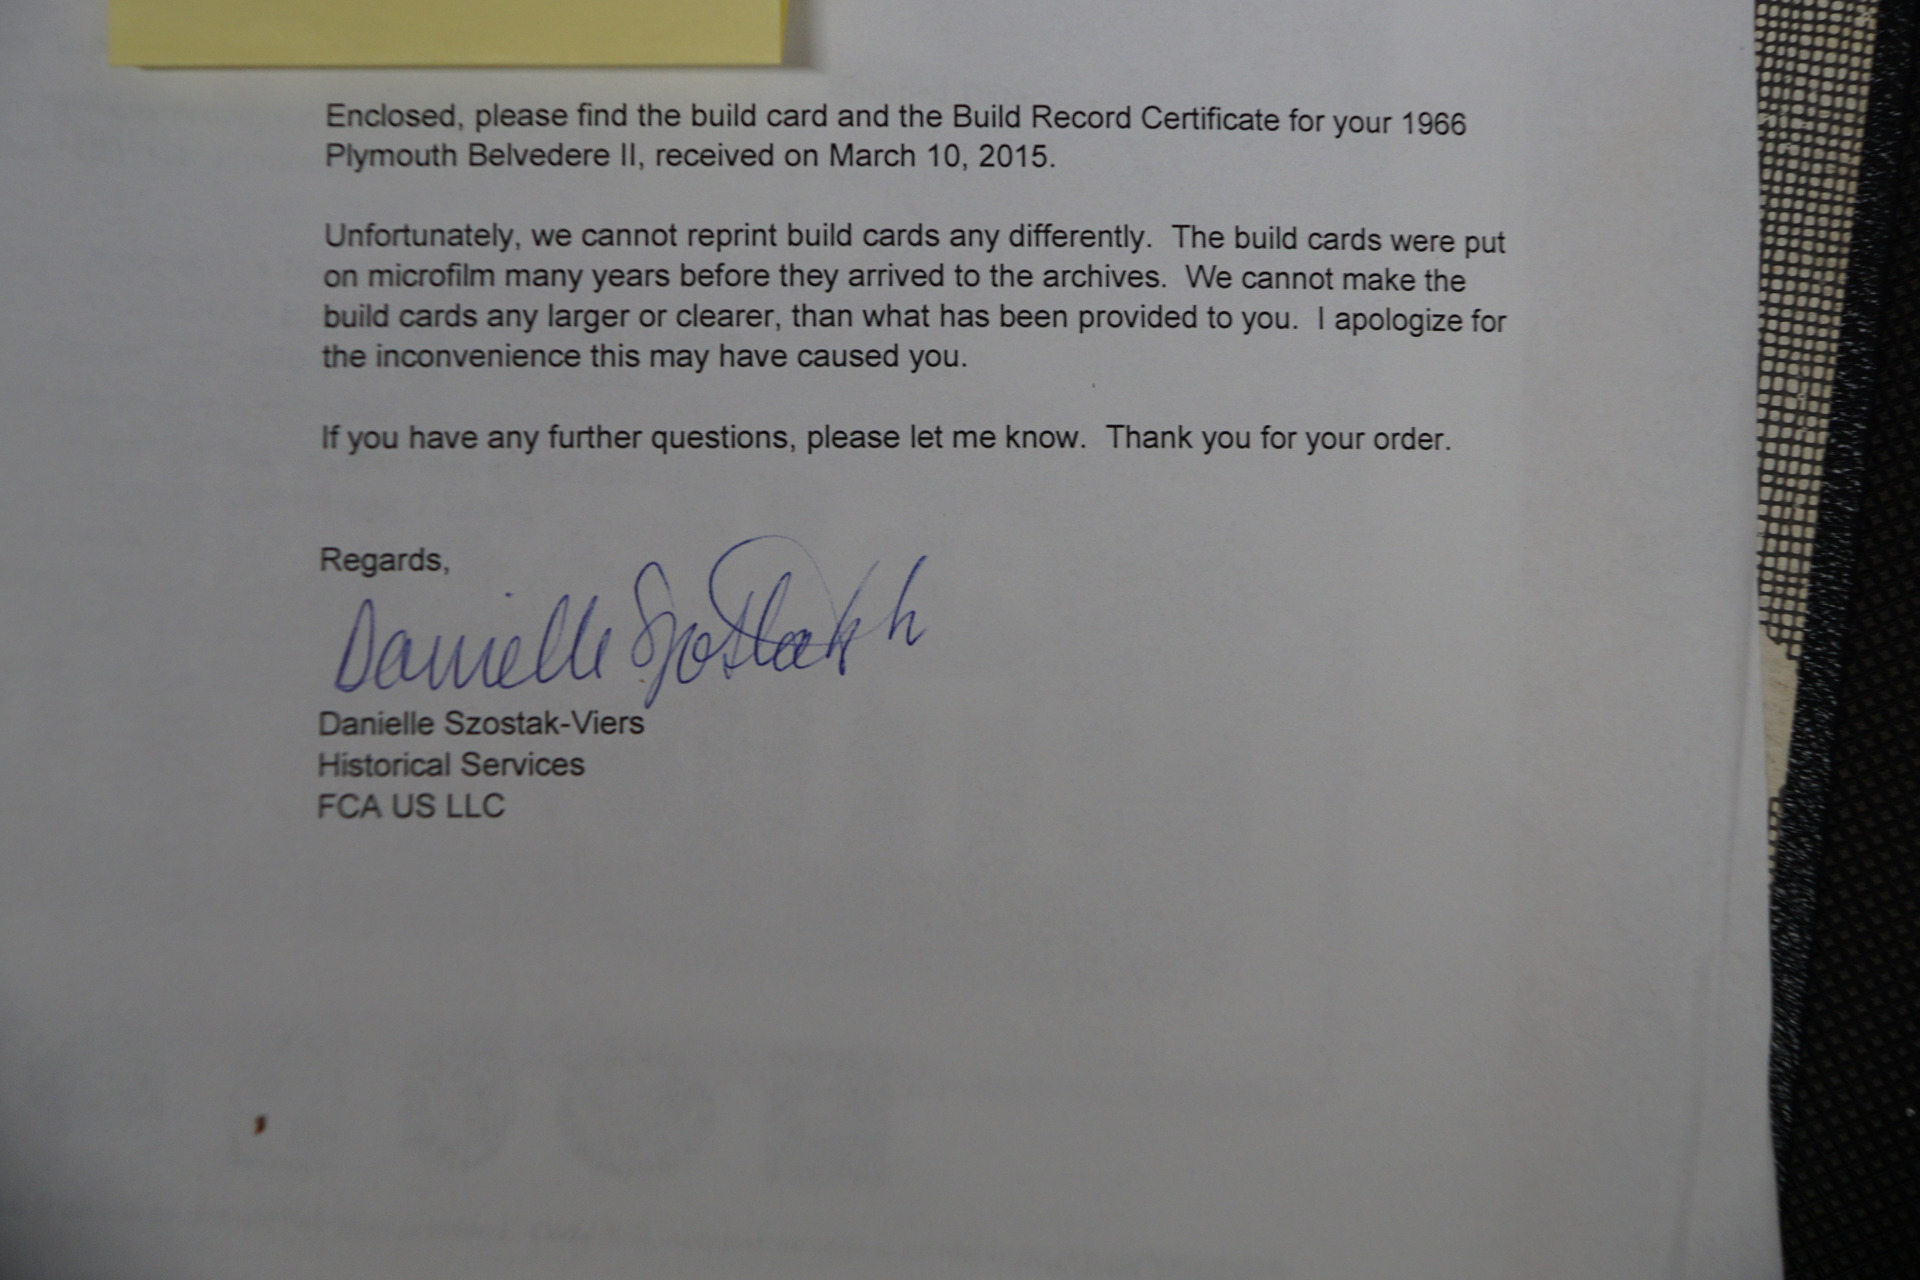 Enclosed, please find the build card and the Build Record Certificate for your 1966
Plymouth Belvedere II, received on March 10, 2015.
Unfortunately, we cannot reprint build cards any differently. The build cards were put
on microfilm many years before they arrived to the archives. We cannot make the
build cards any larger or clearer, than what has been provided to you. I apologize for
the inconvenience this may have caused you.
If you have any further questions, please let me know. Thank you for your order.
Regards,
Danielle
Danielle Szostak-Viers
Historical Services
FCA US LLC